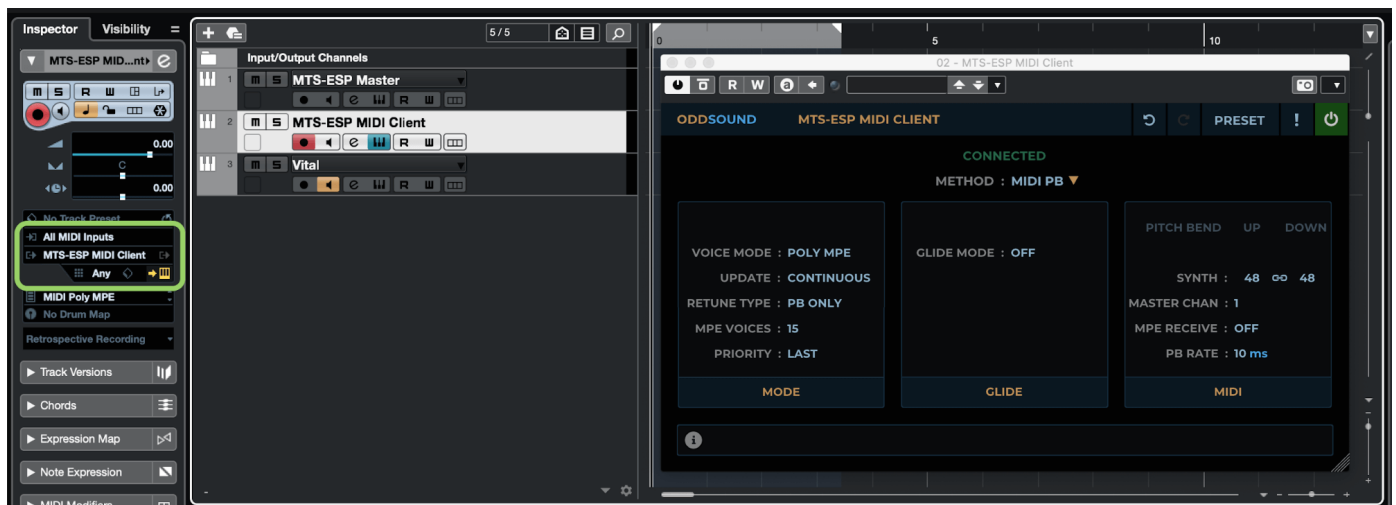 Inspector Visibility
MTS-ESP MID...nt
m S R W
0.00
C
0.00
No Track Preset
All MIDI Inputs
MTS-ESP MIDI Client
Any
MIDI Poly MPE
No Drum Map
Retrospective Recording
Track Versions
Chords
Expression Map
Note Expression
MIDI Modifiers
5/5
Input/Output Channels
1 m S MTS-ESP Master
e R W
2 m S MTS-ESP MIDI Client
e R W
3 m S Vital
e R W
0 5 10
02 - MTS-ESP MIDI Client
R W a
ODDSOUND MTS-ESP MIDI CLIENT PRESET !
CONNECTED
METHOD : MIDI PB
VOICE MODE : POLY MPE
UPDATE : CONTINUOUS
RETUNE TYPE : PB ONLY
MPE VOICES : 15
PRIORITY : LAST
MODE
GLIDE MODE : OFF
GLIDE
PITCH BEND UP DOWN
SYNTH : 48 48
MASTER CHAN : 1
MPE RECEIVE : OFF
PB RATE : 10 ms
MIDI